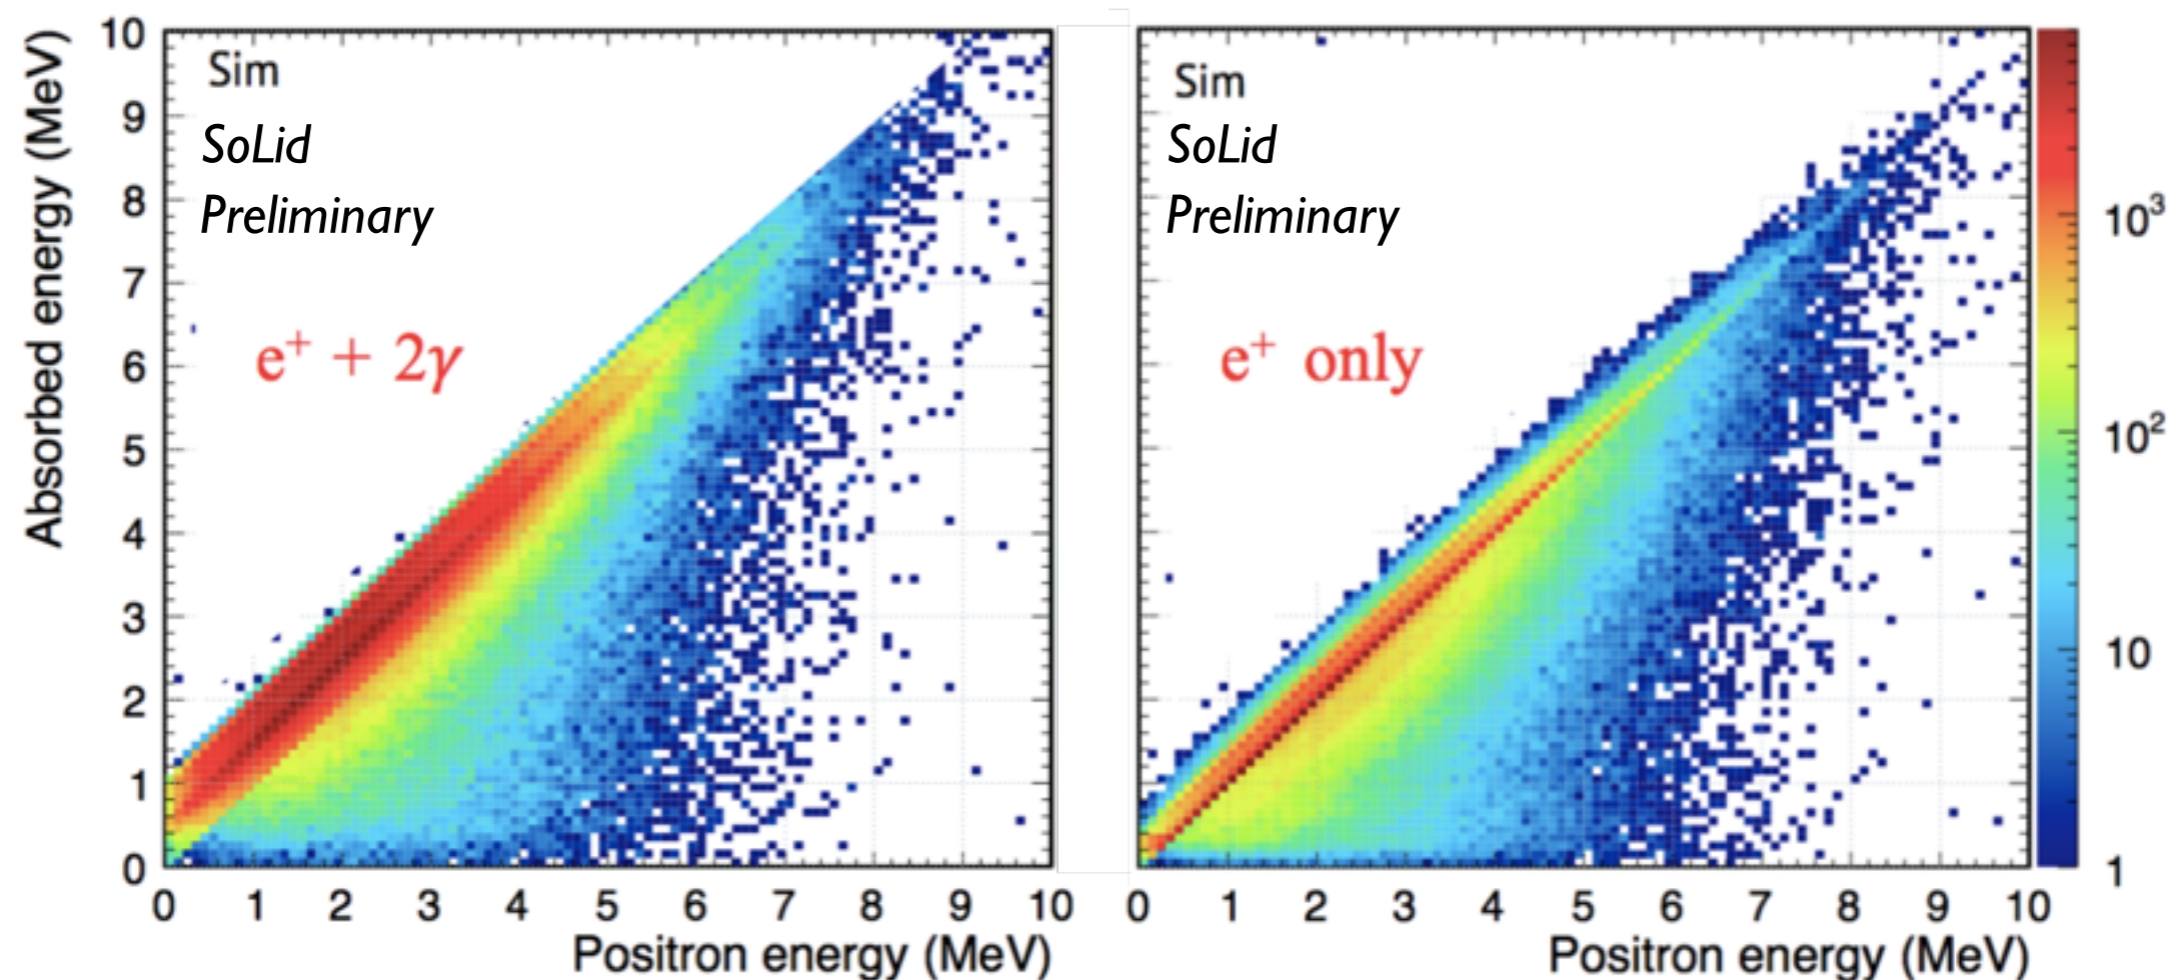 Absorbed energy (MeV)
10
9
8
7
6
5
4
3
2
1
0
Sim
SoLid
Preliminary
e⁺ + 2γ
0 1 2 3 4 5 6 7 8 9 10
Positron energy (MeV)
Sim
SoLid
Preliminary
e⁺ only
0 1 2 3 4 5 6 7 8 9 10
Positron energy (MeV)
10³
10²
10
1